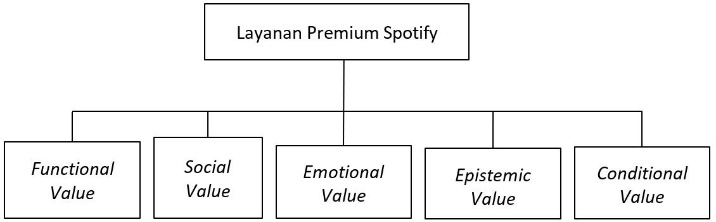 Layanan Premium Spotify
Functional
Value
Social
Value
Emotional
Value
Epistemic
Value
Conditional
Value